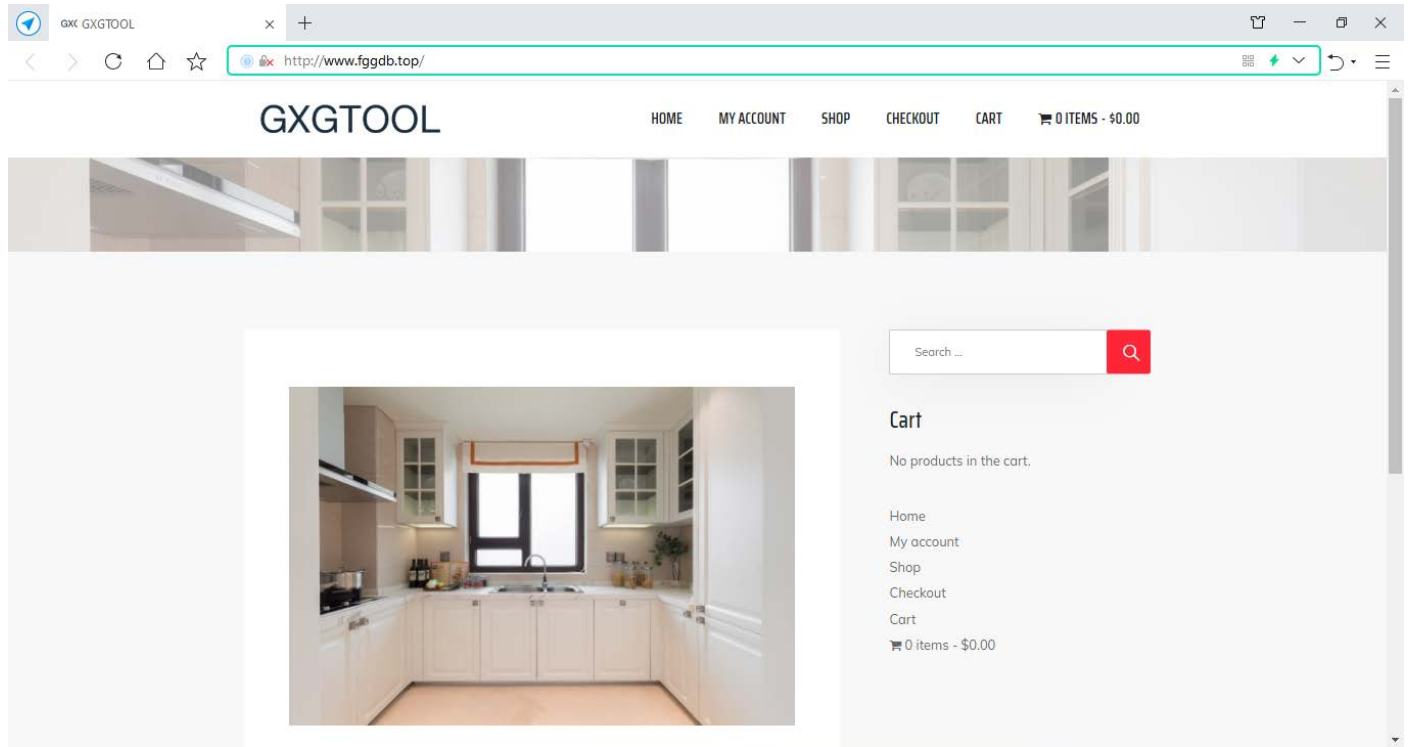 GXG GXGTOOL
http://www.fggdb.top/
GXGTOOL
HOME MY ACCOUNT SHOP CHECKOUT CART 0 ITEMS - $0.00
Search ...
Cart
No products in the cart.
Home
My account
Shop
Checkout
Cart
0 items - $0.00